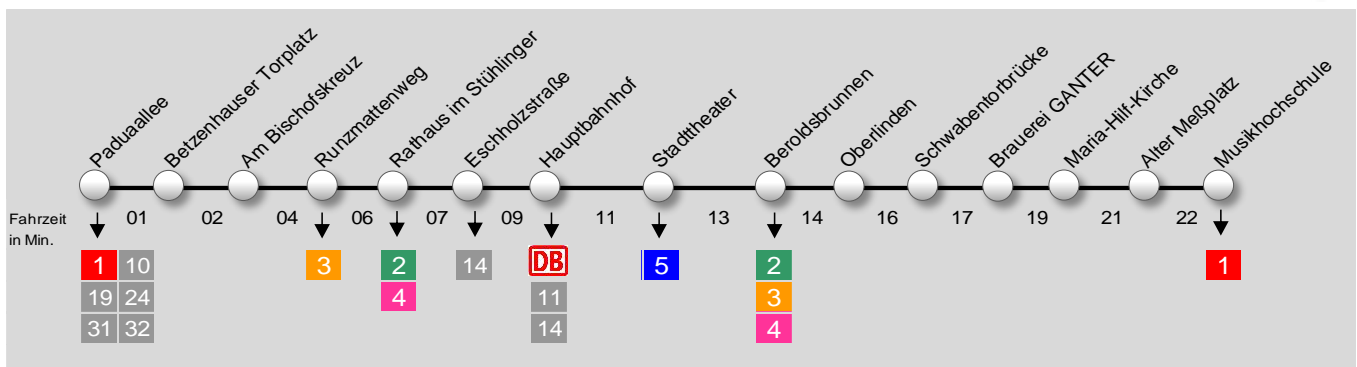 Paduaallee
Betzenhauser Torplatz
Am Bischofskreuz
Runzmattenweg
Rathaus im Stühlinger
Eschholzstraße
Hauptbahnhof
Stadttheater
Beroldsbrunnen
Oberlinden
Schwabentorbrücke
Brauerei GANTER
Maria-Hilf-Kirche
Alter Meßplatz
Musikhochschule
Fahrzeit
in Min.
01 02 04 06 07 09 11 13 14 16 17 19 21 22
1 10 3 2 14 DB 5 2 1
19 24 4 11 3
31 32 14 4